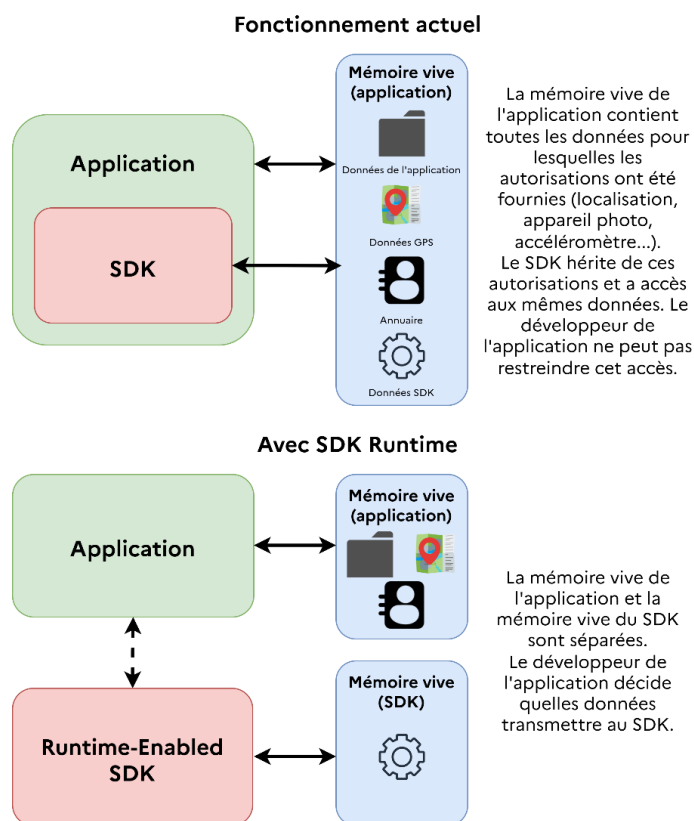 Fonctionnement actuel
Application
SDK
Mémoire vive
(application)
Données de l'application
Données GPS
Annuaire
Données SDK
La mémoire vive de
l'application contient
toutes les données pour
lesquelles les
autorisations ont été
fournies (localisation,
appareil photo,
accéléromètre...).
Le SDK hérite de ces
autorisations et a accès
aux mêmes données. Le
développeur de
l'application ne peut pas
restreindre cet accès.
Avec SDK Runtime
Application
Mémoire vive
(application)
Runtime-Enabled
SDK
Mémoire vive
(SDK)
La mémoire vive de
l'application et la
mémoire vive du SDK
sont séparées.
Le développeur de
l'application décide
quelles données
transmettre au SDK.